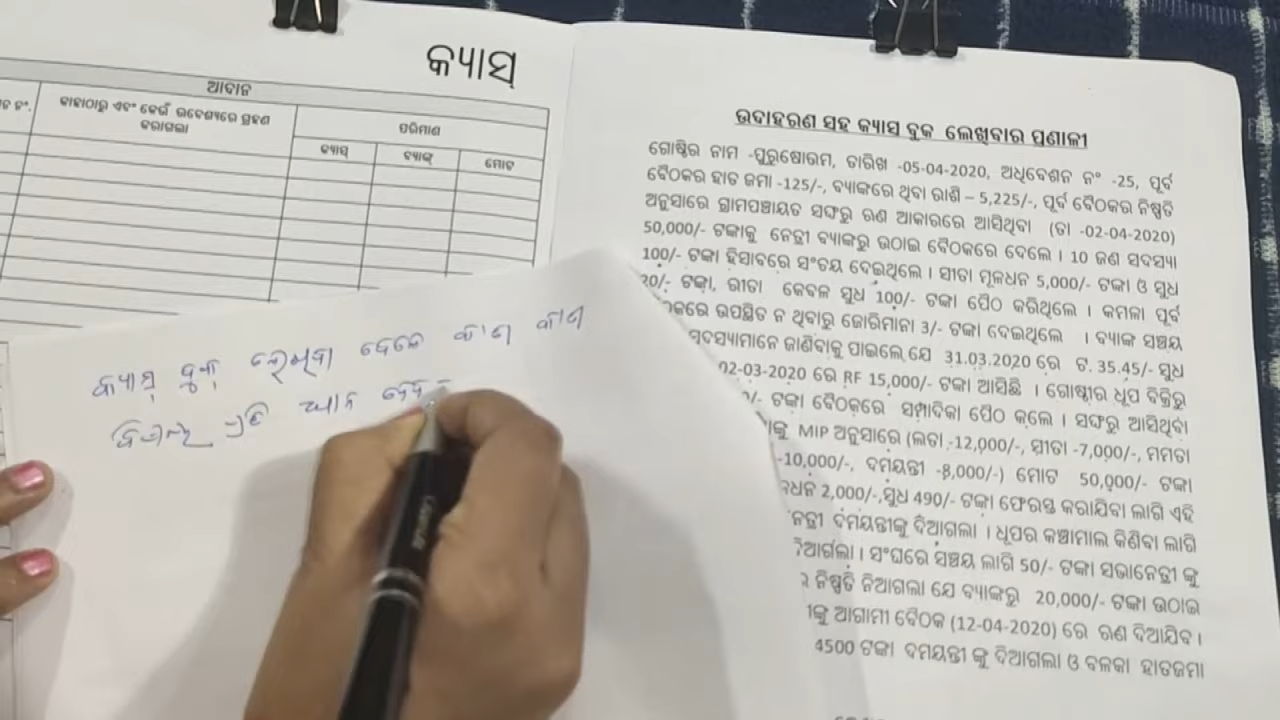 କ୍ୟାସ୍
ଆଦାନ
ନ ନଂ.
କାହାଠାରୁ ଏବଂ କେଉଁ ଉଦ୍ଦେଶ୍ୟରେ ଗ୍ରହଣ
କରାଗଲା
ପରିମାଣ
କ୍ୟାସ୍ ବ୍ୟାଙ୍କ୍ ମୋଟ
କ୍ୟାସ୍ ବୁକ୍ ଲେଖିବା ବେଳେ କାଣ କାଣ
ପ୍ରତି ଧ୍ୟାନ
ଉଦାହରଣ ସହ କ୍ୟାସ ବୁକ ଲେଖିବାର ପ୍ରଣାଳୀ
ଗୋଷ୍ଠିର ନାମ -ପୁରୁଷୋତମ, ତାରିଖ -05-04-2020, ଅଧିବେଶନ ନଂ -25, ପୂର୍ବ
ବୈଠକର ହାତ ଜମା -125/-, ବ୍ୟାଙ୍କରେ ଥିବା ରାଶି – 5,225/-, ପୂର୍ବ ବୈଠକର ନିଷ୍ପତି
ଅନୁସାରେ ଗ୍ରାମପଞ୍ଚାୟତ ସଙ୍ଘରୁ ଋଣ ଆକାରରେ ଆସିଥିବା (ତା -02-04-2020)
50,000/- ଟଙ୍କାକୁ ନେତ୍ରୀ ବ୍ୟାଙ୍କରୁ ଉଠାଇ ବୈଠକରେ ଦେଲେ । 10 ଜଣ ସଦସ୍ୟା
100/- ଟଙ୍କା ହିସାବରେ ସଂଚୟ ଦେଇଥିଲେ । ସୀତା ମୂଳଧନ 5,000/- ଟଙ୍କା ଓ ସୁଧ
20/- ଟଙ୍କା, ରୀତା କେବଳ ସୁଧ 100/- ଟଙ୍କା ପୈଠ କରିଥିଲେ । କମଳା ପୂର୍ବ
ଠକରେ ଉପସ୍ଥିତ ନ ଥିବାରୁ ଜୋରିମାନା 3/- ଟଙ୍କା ଦେଇଥିଲେ । ବ୍ୟାଙ୍କ ସଞ୍ଚୟ
ସଦସ୍ୟାମାନେ ଜାଣିବାକୁ ପାଇଲେ ଯେ 31.03.2020 ରେ ଟ. 35.45/- ସୁଧ
02-03-2020 ରେ RF 15,000/- ଟଙ୍କା ଆସିଛି । ଗୋଷ୍ଠୀର ଧୂପ ବିକ୍ରିରୁ
/- ଟଙ୍କା ବୈଠକରେ ସମ୍ପାଦିକା ପୈଠ କଲେ । ସଙ୍ଘରୁ ଆସିଥିବା
କୁ MIP ଅନୁସାରେ (ଲତା -12,000/-, ସୀତା -7,000/-, ମମତା
-10,000/-, ଦମୟନ୍ତୀ -8,000/-) ମୋଟ 50,000/- ଟଙ୍କା
ଧନ 2,000/-,ସୁଧ 490/- ଟଙ୍କା ଫେରସ୍ତ କରାଯିବା ଲାଗି ଏହି
ନେତ୍ରୀ ଦମୟନ୍ତୀଙ୍କୁ ଦିଆଗଲା । ଧୂପର କଞ୍ଚାମାଲ କିଣିବା ଲାଗି
ଦିଆଗଲା । ସଂଘରେ ସଞ୍ଚୟ ଲାଗି 50/- ଟଙ୍କା ସଭାନେତ୍ରୀ ଙ୍କୁ
ନିଷ୍ପତି ନିଆଗଲା ଯେ ବ୍ୟାଙ୍କରୁ 20,000/- ଟଙ୍କା ଉଠାଇ
ଙ୍କୁ ଆଗାମୀ ବୈଠକ (12-04-2020) ରେ ଋଣ ଦିଆଯିବ ।
4500 ଟଙ୍କା ଦମୟନ୍ତୀ ଙ୍କୁ ଦିଆଗଲା ଓ ବଳକା ହାତଜମା